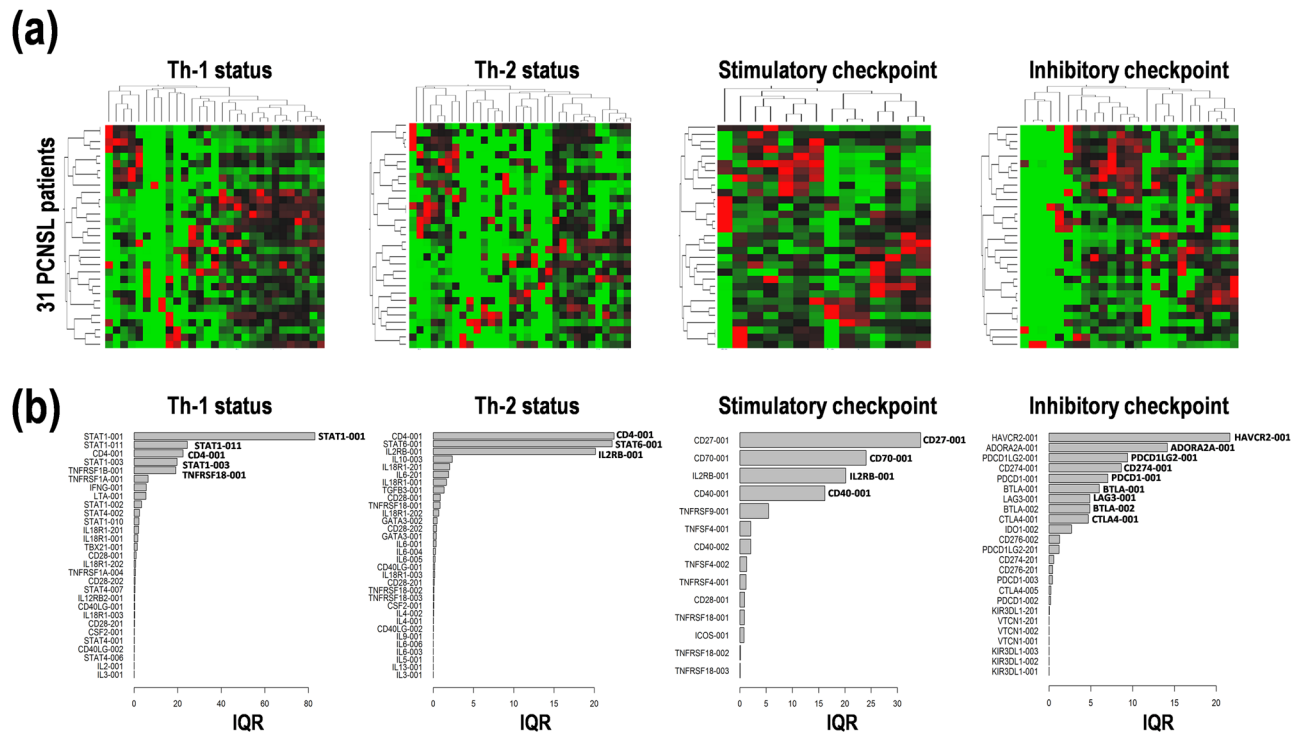 (a)
Th-1 status
Th-2 status
Stimulatory checkpoint
Inhibitory checkpoint
31 PCNSL patients
(b)
Th-1 status
STAT1-001
STAT1-011
CD4-001
STAT1-003
TNFRSF1B-001
TNFRSF1A-001
IFNG-001
LTA-001
STAT1-002
STAT4-002
STAT1-010
IL18R1-201
IL18R1-001
TBX21-001
CD28-001
IL18R1-202
TNFRSF1A-004
CD28-202
STAT4-007
IL12RB2-001
CD40LG-001
IL18R1-003
CD28-201
CSF2-001
STAT4-001
CD40LG-002
STAT4-006
IL2-001
IL3-001
STAT1-001
STAT1-011
CD4-001
STAT1-003
TNFRSF18-001
0 20 40 60 80
IQR
Th-2 status
CD4-001
STAT6-001
IL2RB-001
IL10-003
IL18R1-201
IL6-201
IL18R1-001
TGFB3-001
CD28-001
TNFRSF18-001
IL18R1-202
GATA3-002
CD28-202
GATA3-001
IL6-001
IL6-004
IL6-005
CD40LG-001
IL18R1-003
CD28-201
TNFRSF18-002
TNFRSF18-003
CSF2-001
IL4-002
IL4-001
CD40LG-002
IL9-001
IL6-006
IL6-003
IL5-001
IL13-001
IL3-001
CD4-001
STAT6-001
IL2RB-001
0 5 10 15 20
IQR
Stimulatory checkpoint
CD27-001
CD70-001
IL2RB-001
CD40-001
TNFRSF9-001
TNFSF4-001
CD40-002
TNFSF4-002
TNFRSF4-001
CD28-001
TNFRSF18-001
ICOS-001
TNFRSF18-002
TNFRSF18-003
CD27-001
CD70-001
IL2RB-001
CD40-001
0 5 10 15 20 25 30
IQR
Inhibitory checkpoint
HAVCR2-001
ADORA2A-001
PDCD1LG2-001
CD274-001
PDCD1-001
BTLA-001
LAG3-001
BTLA-002
CTLA4-001
IDO1-002
CD276-002
PDCD1LG2-201
CD274-201
CD276-201
PDCD1-003
CTLA4-005
PDCD1-002
KIR3DL1-201
VTCN1-201
VTCN1-002
VTCN1-001
KIR3DL1-003
KIR3DL1-002
KIR3DL1-001
HAVCR2-001
ADORA2A-001
PDCD1LG2-001
CD274-001
PDCD1-001
BTLA-001
LAG3-001
BTLA-002
CTLA4-001
0 5 10 15 20
IQR